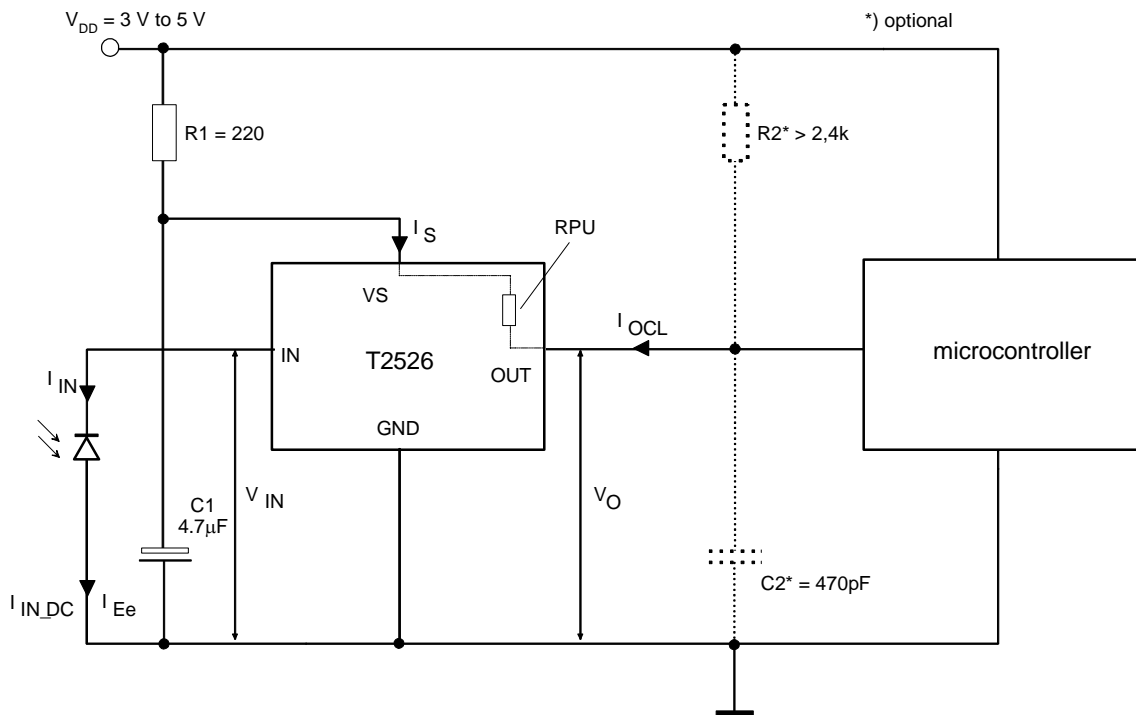 V DD = 3 V to 5 V
*) optional
R1 = 220
R2* > 2,4k
I S
RPU
VS
I OCL
IN
T2526
OUT
microcontroller
I IN
GND
C1
4.7µF
V IN
V O
C2* = 470pF
I IN_DC
I Ee